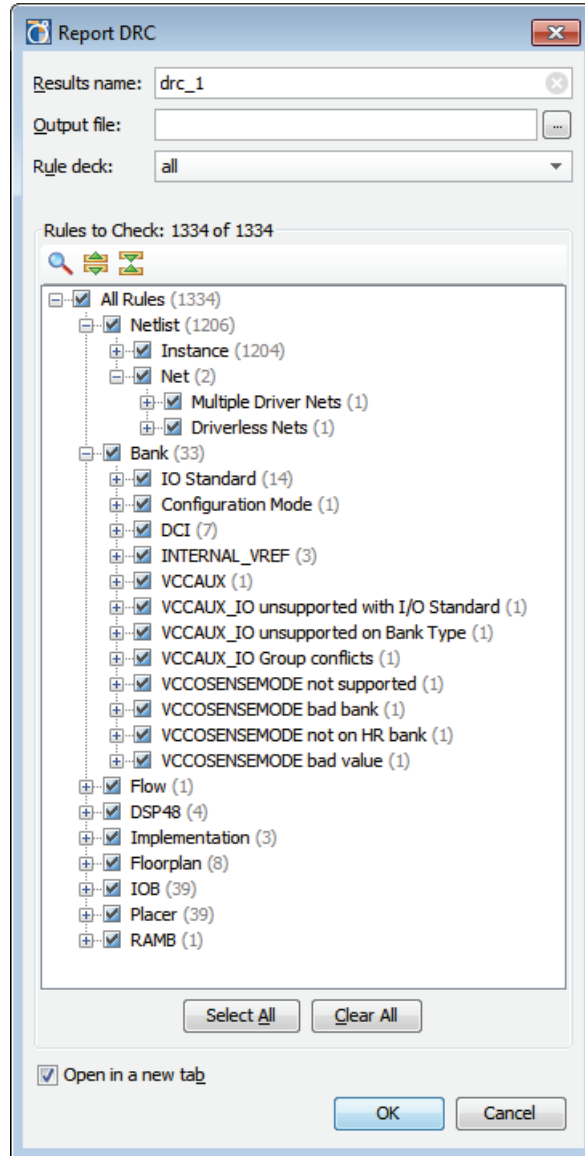 Report DRC
Results name: drc_1
Output file: ...
Rule deck: all
Rules to Check: 1334 of 1334
All Rules (1334)
Netlist (1206)
Instance (1204)
Net (2)
Multiple Driver Nets (1)
Driverless Nets (1)
Bank (33)
IO Standard (14)
Configuration Mode (1)
DCI (7)
INTERNAL_VREF (3)
VCCAUX (1)
VCCAUX_IO unsupported with I/O Standard (1)
VCCAUX_IO unsupported on Bank Type (1)
VCCAUX_IO Group conflicts (1)
VCCOSENSEMODE not supported (1)
VCCOSENSEMODE bad bank (1)
VCCOSENSEMODE not on HR bank (1)
VCCOSENSEMODE bad value (1)
Flow (1)
DSP48 (4)
Implementation (3)
Floorplan (8)
IOB (39)
Placer (39)
RAMB (1)
Select All Clear All
Open in a new tab
OK Cancel